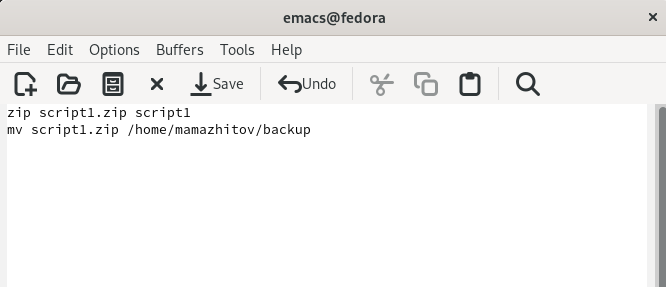 emacs@fedora
File Edit Options Buffers Tools Help
Save Undo
zip script1.zip script1
mv script1.zip /home/mamazhitov/backup